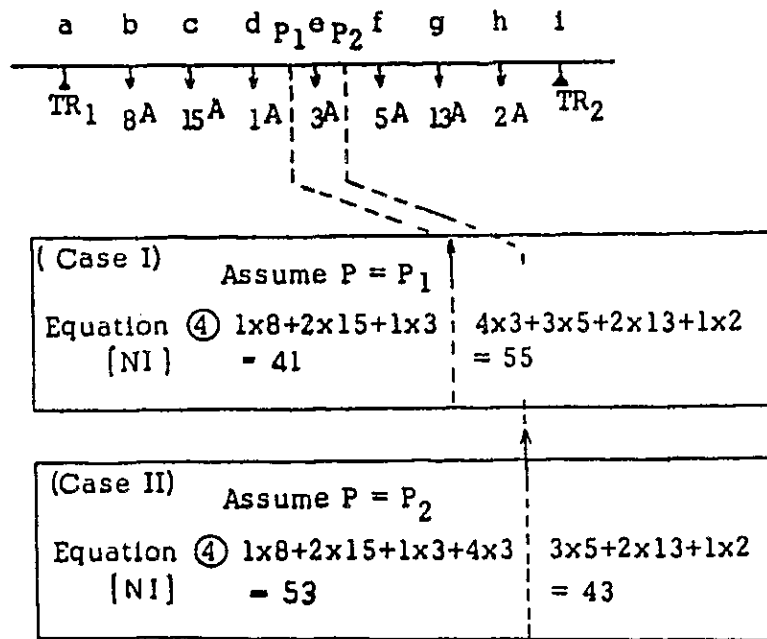 a b c d P1 e P2 f g h i
TR1 8A 15A 1A 3A 5A 13A 2A TR2
(Case I)
Assume P = P1
Equation ④ 1x8+2x15+1x3 4x3+3x5+2x13+1x2
[NI] = 41 = 55
(Case II)
Assume P = P2
Equation ④ 1x8+2x15+1x3+4x3 3x5+2x13+1x2
[NI] = 53 = 43